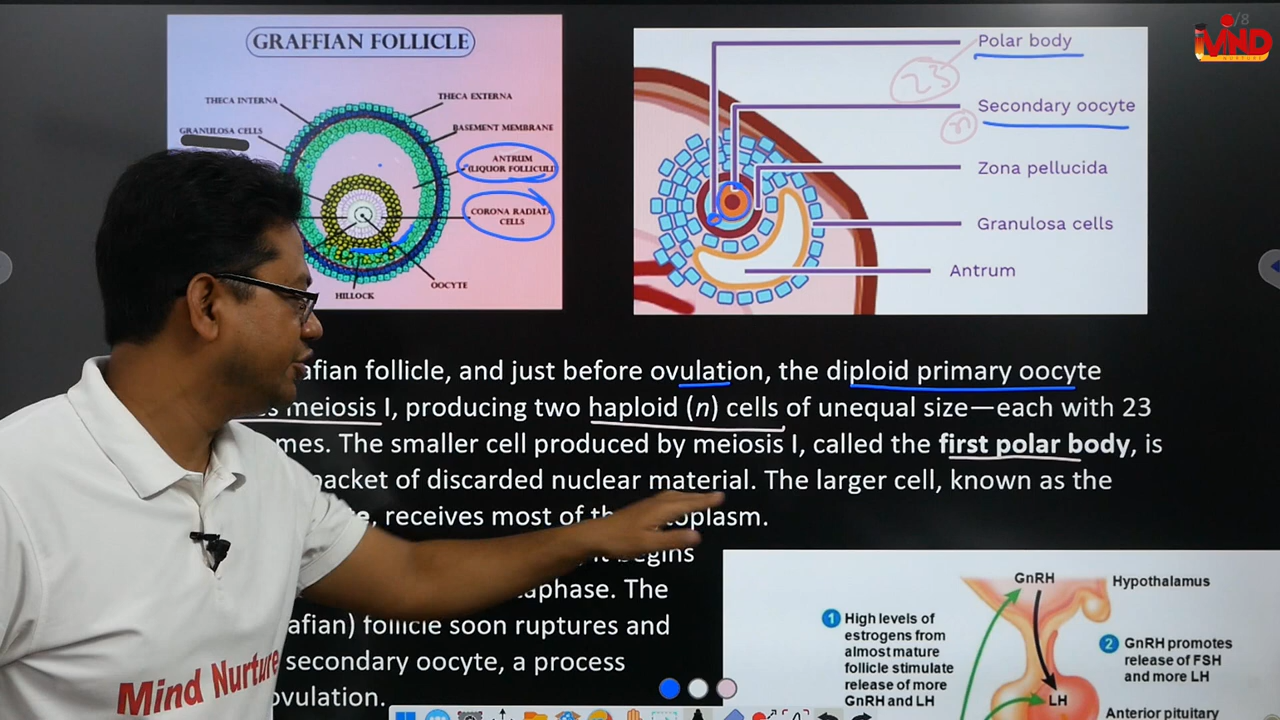 GRAFFIAN FOLLICLE
THECA INTERNA
THECA EXTERNA
GRANULOSA CELLS
BASEMENT MEMBRANE
ANTRUM
(LIQUOR FOLLICULI)
CORONA RADIATA
CELLS
OOCYTE
HILLOCK
/8
MIND
NURTURE
Polar body
23
Secondary oocyte
n
Zona pellucida
Granulosa cells
Antrum
afian follicle, and just before ovulation, the diploid primary oocyte
es meiosis I, producing two haploid (n) cells of unequal size—each with 23
mes. The smaller cell produced by meiosis I, called the first polar body, is
packet of discarded nuclear material. The larger cell, known as the
e, receives most of the
oplasm.
it begins
aphase. The
afian) follicle soon ruptures and
secondary oocyte, a process
ovulation.
Mind Nurture
GnRH
Hypothalamus
1 High levels of
estrogens from
almost mature
follicle stimulate
release of more
GnRH and LH
2 GnRH promotes
release of FSH
and more LH
LH
Anterior pituitary